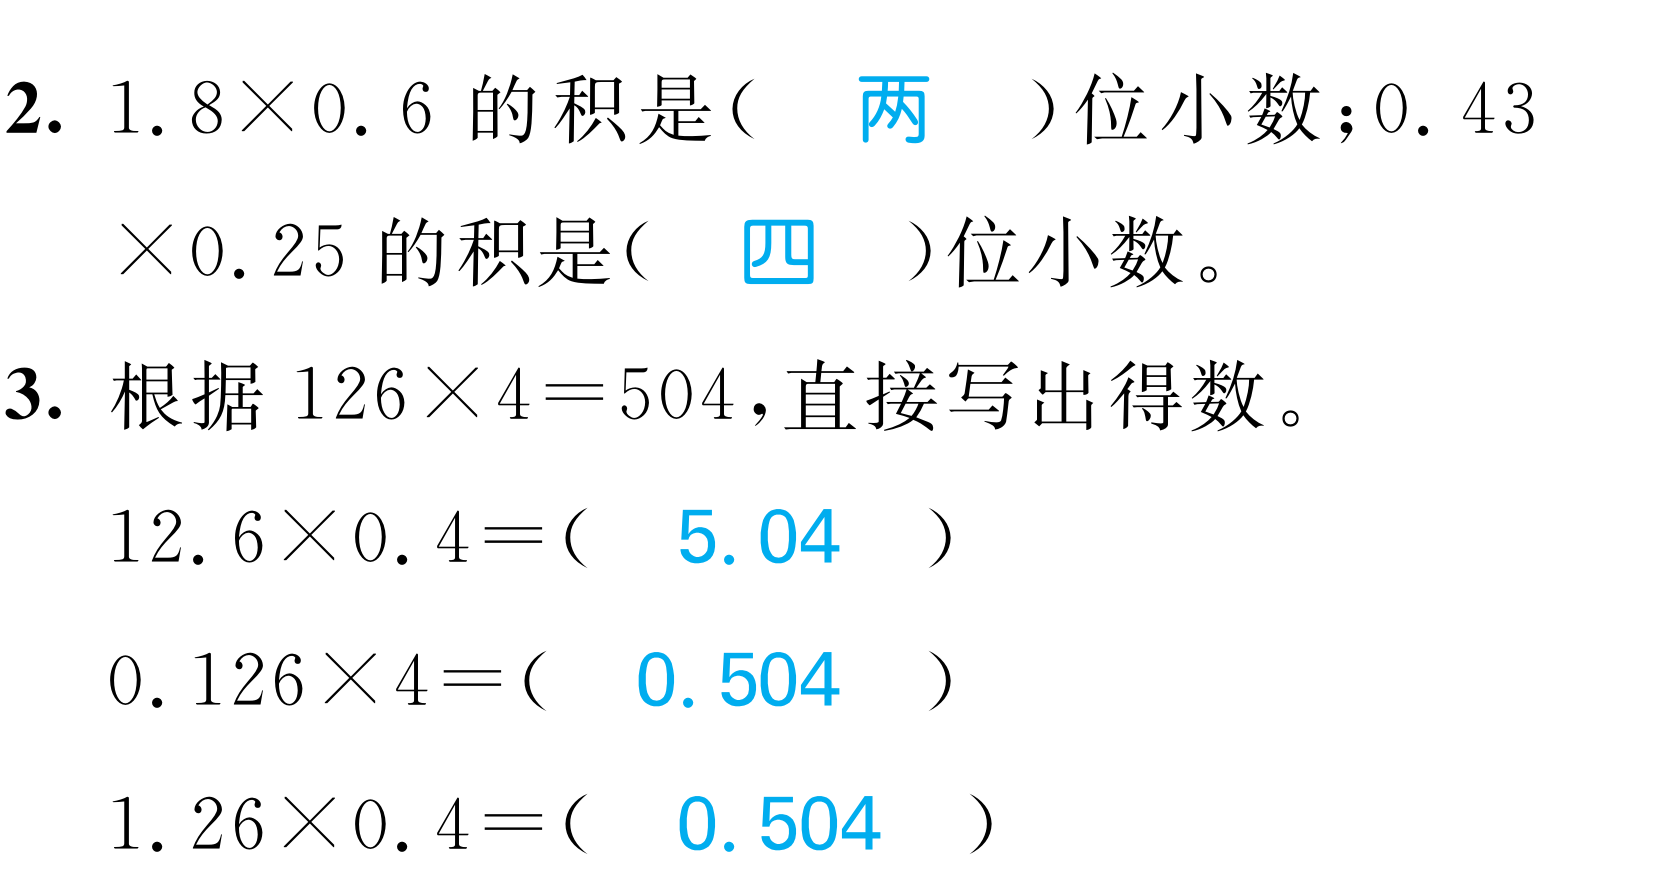 2. 1.8×0.6 的积是( 两 )位小数;0.43
×0.25 的积是( 四 )位小数。
3. 根据 126×4=504,直接写出得数。
12.6×0.4=( 5.04 )
0.126×4=( 0.504 )
1.26×0.4=( 0.504 )